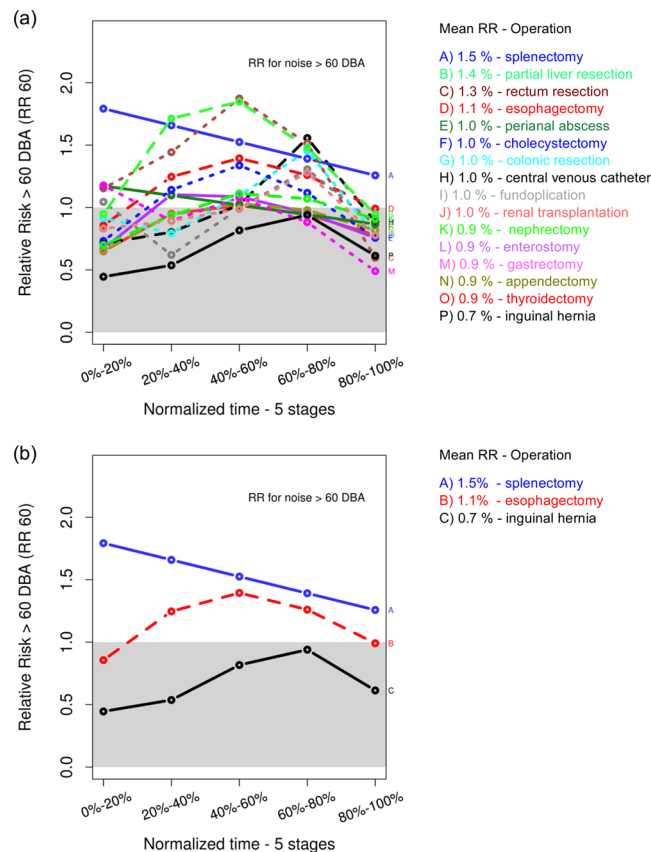 (a)
RR for noise > 60 DBA
Relative Risk > 60 DBA (RR 60)
2.0
1.5
1.0
0.5
0.0
A
D
H
E
P
C
M
0%-20%
20%-40%
40%-60%
60%-80%
80%-100%
Normalized time - 5 stages
Mean RR - Operation
A) 1.5 % - splenectomy
B) 1.4 % - partial liver resection
C) 1.3 % - rectum resection
D) 1.1 % - esophagectomy
E) 1.0 % - perianal abscess
F) 1.0 % - cholecystectomy
G) 1.0 % - colonic resection
H) 1.0 % - central venous catheter
I) 1.0 % - fundoplication
J) 1.0 % - renal transplantation
K) 0.9 % - nephrectomy
L) 0.9 % - enterostomy
M) 0.9 % - gastrectomy
N) 0.9 % - appendectomy
O) 0.9 % - thyroidectomy
P) 0.7 % - inguinal hernia
(b)
RR for noise > 60 DBA
Relative Risk > 60 DBA (RR 60)
2.0
1.5
1.0
0.5
0.0
A
B
C
0%-20%
20%-40%
40%-60%
60%-80%
80%-100%
Normalized time - 5 stages
Mean RR - Operation
A) 1.5% - splenectomy
B) 1.1% - esophagectomy
C) 0.7 % - inguinal hernia